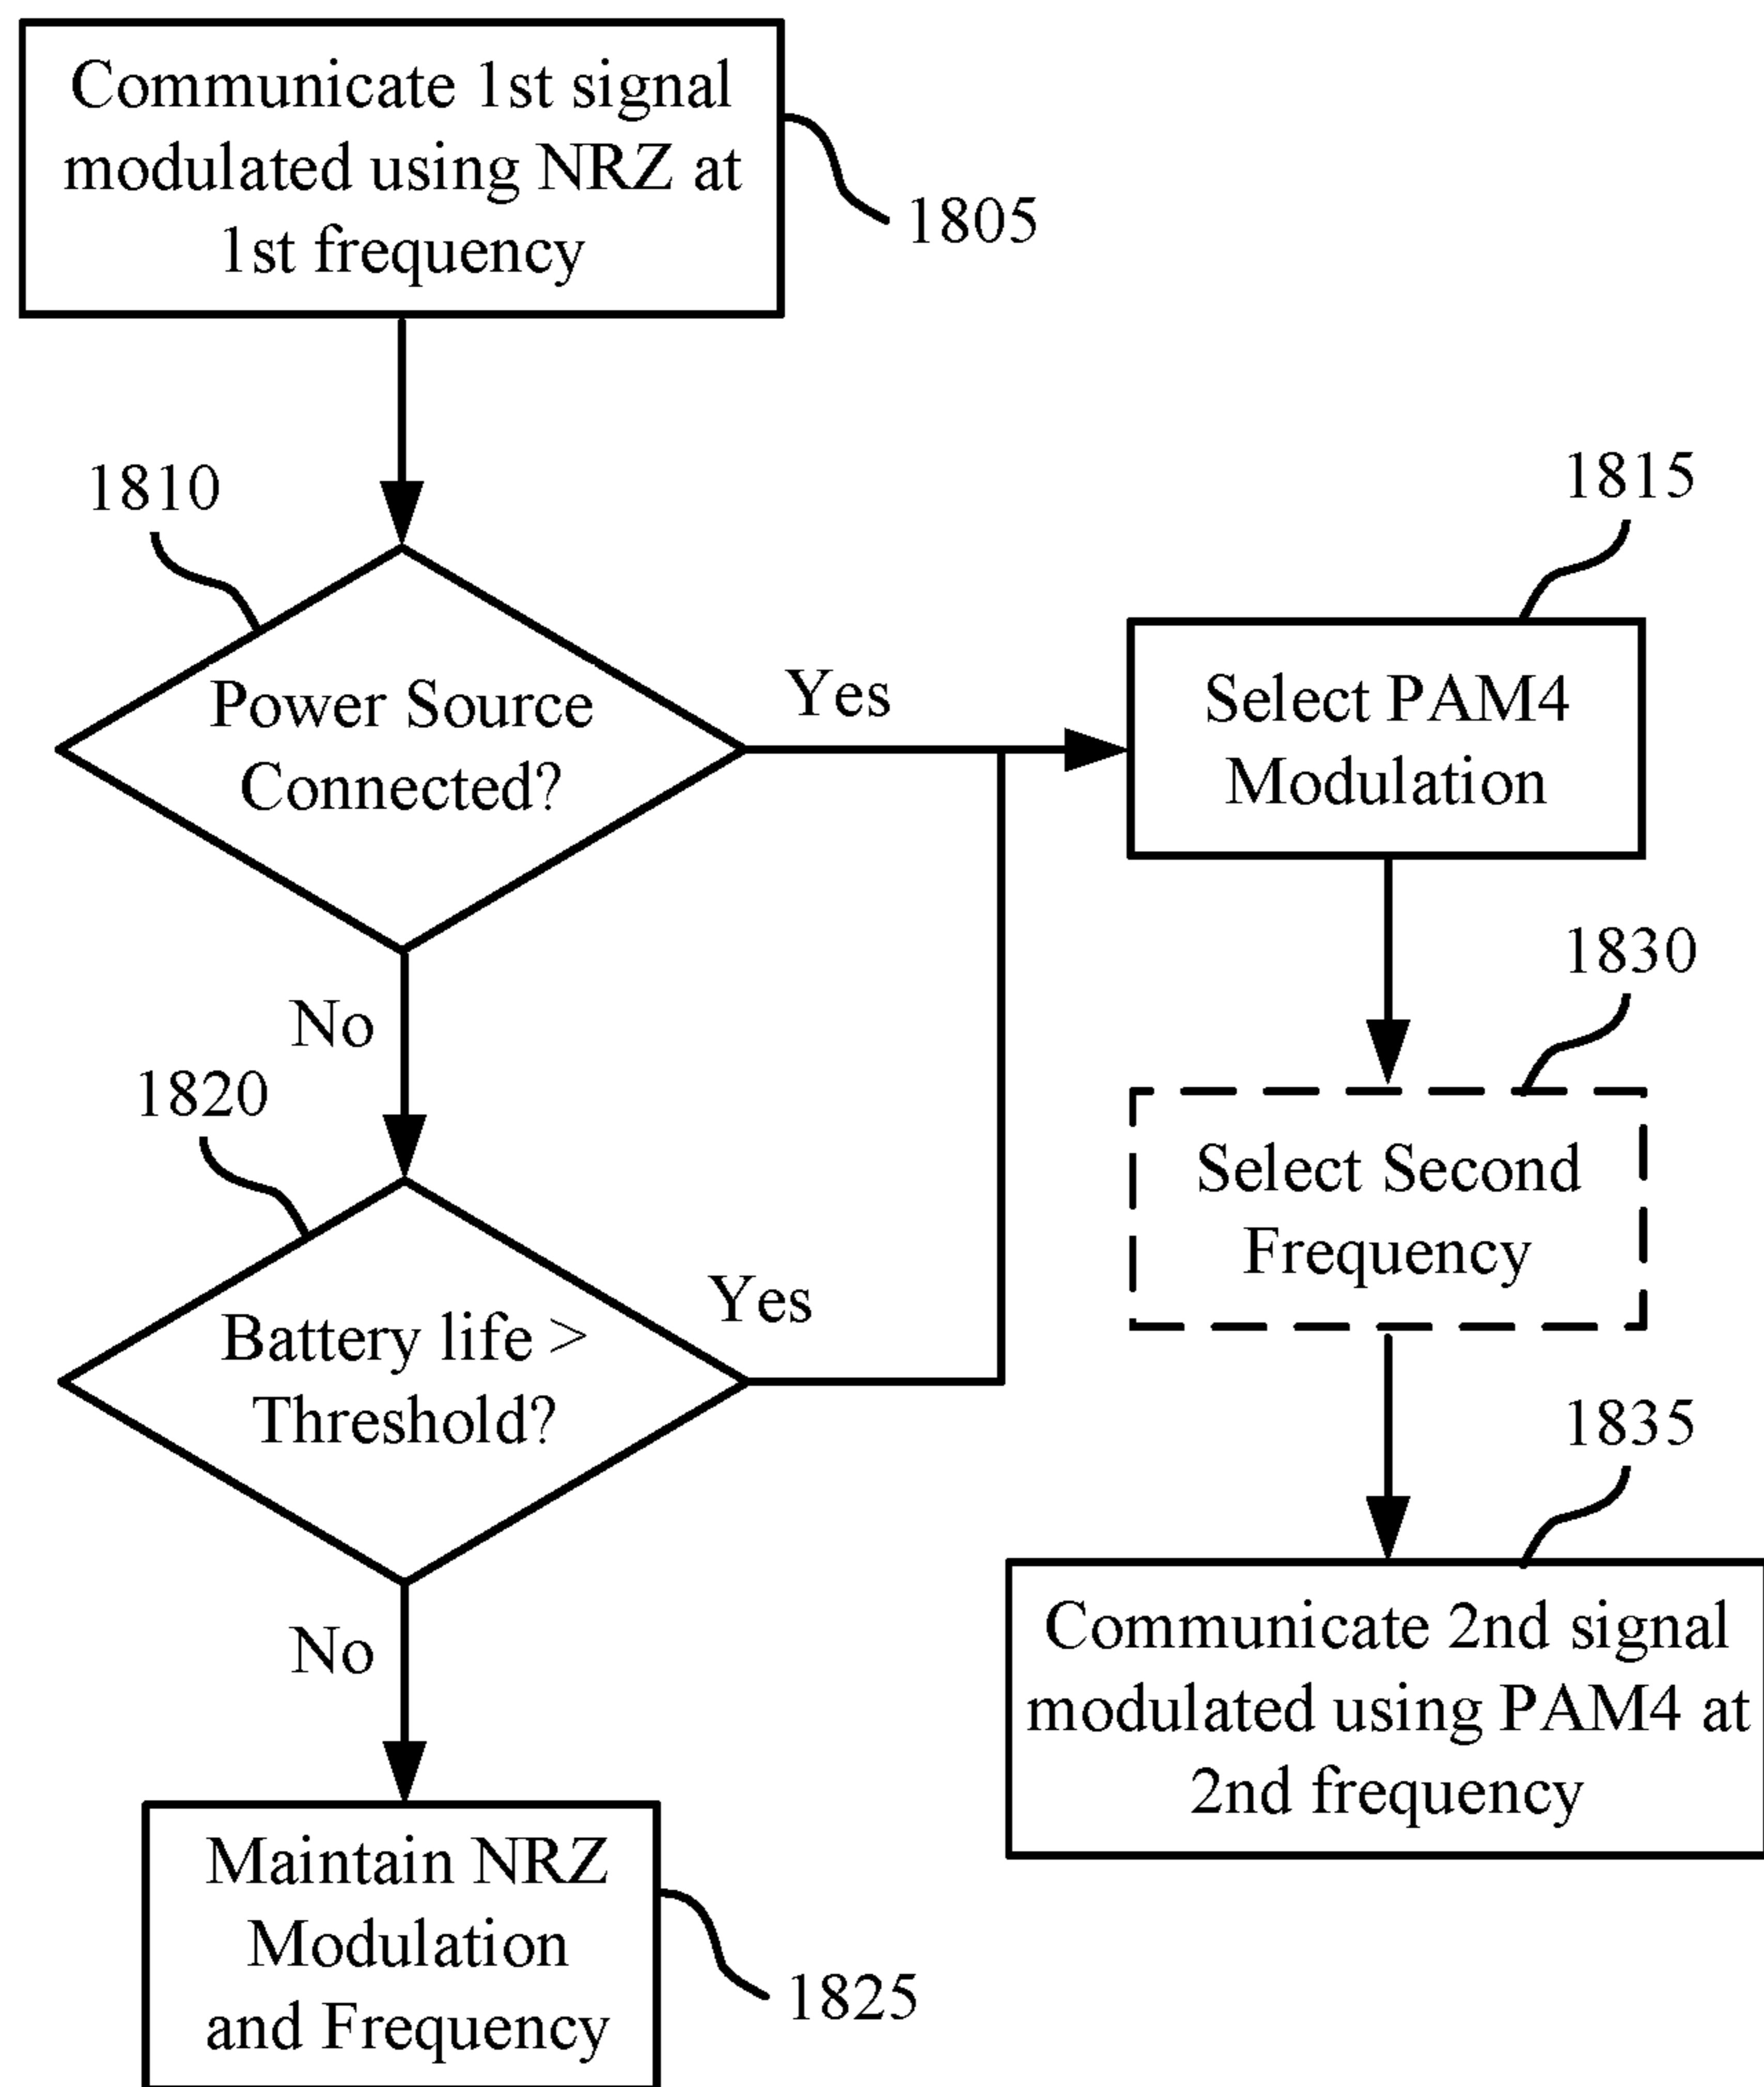 Communicate 1st signal
modulated using NRZ at
1st frequency
1805
1810
Power Source
Connected?
Yes
No
1815
Select PAM4
Modulation
1820
Battery life >
Threshold?
Yes
No
1830
Select Second
Frequency
1835
Communicate 2nd signal
modulated using PAM4 at
2nd frequency
Maintain NRZ
Modulation
and Frequency
1825